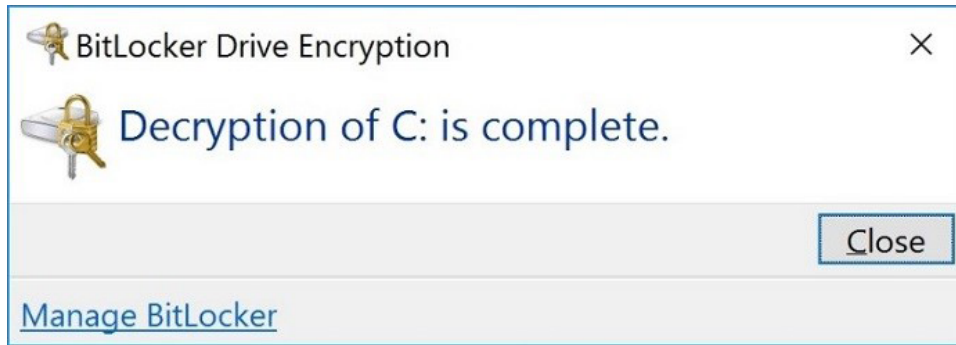 BitLocker Drive Encryption
Decryption of C: is complete.
Close
Manage BitLocker